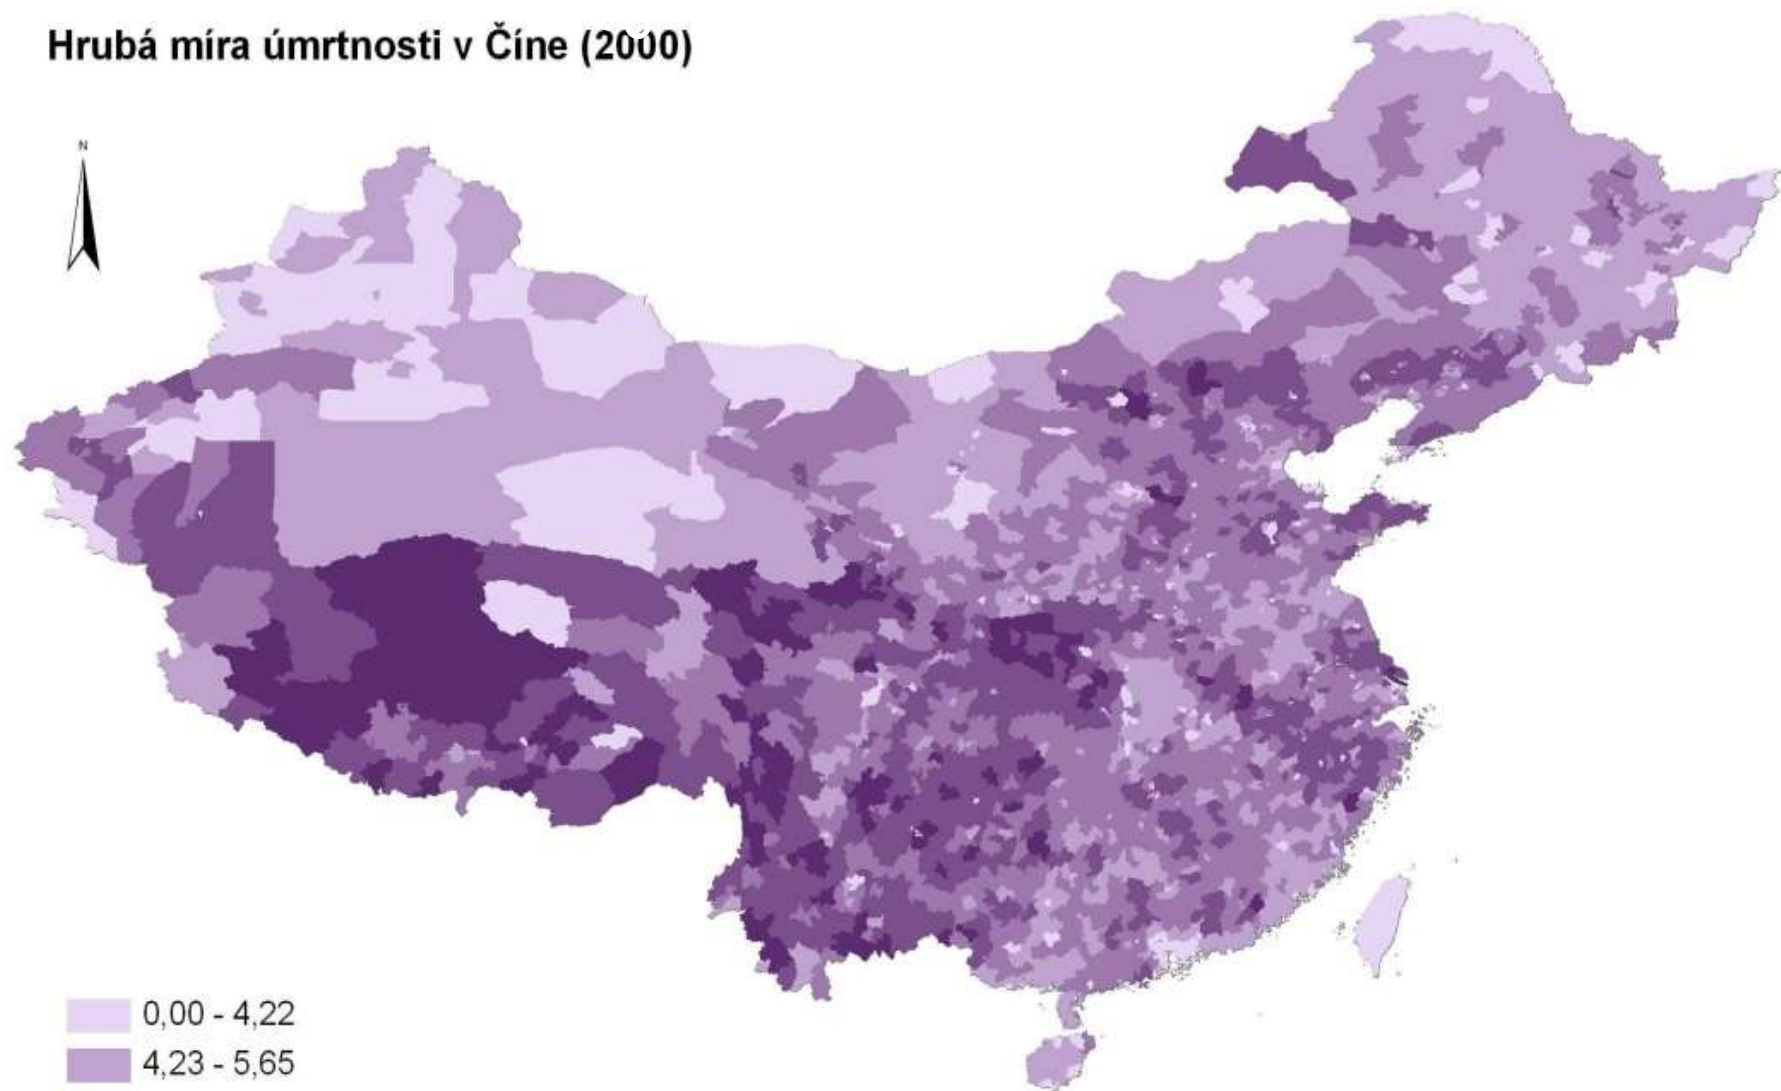 Hrubá míra úmrtnosti v Číne (2000)
N
0,00 - 4,22
4,23 - 5,65